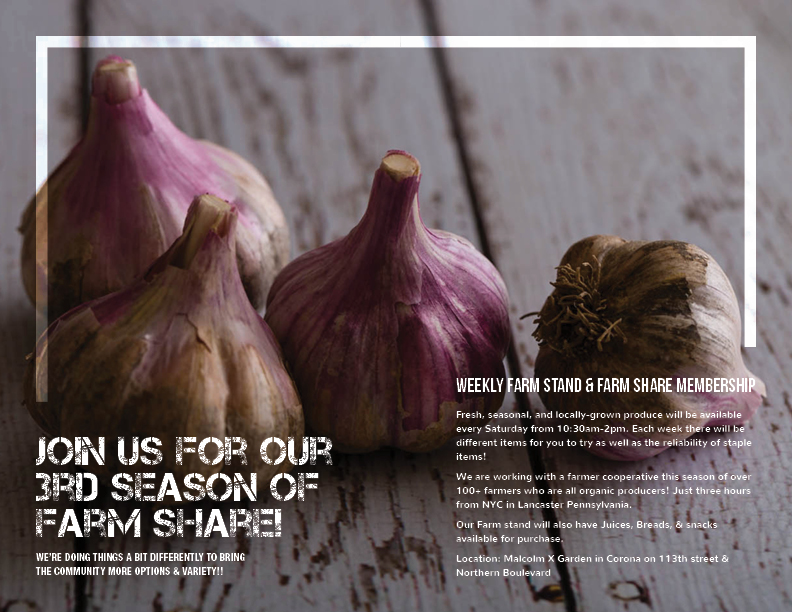 JOIN US FOR OUR
3RD SEASON OF
FARM SHARE!
WE'RE DOING THINGS A BIT DIFFERENTLY TO BRING
THE COMMUNITY MORE OPTIONS & VARIETY!!
WEEKLY FARM STAND & FARM SHARE MEMBERSHIP
Fresh, seasonal, and locally-grown produce will be available
every Saturday from 10:30am-2pm. Each week there will be
different items for you to try as well as the reliability of staple
items!
We are working with a farmer cooperative this season of over
100+ farmers who are all organic producers! Just three hours
from NYC in Lancaster Pennsylvania.
Our Farm stand will also have Juices, Breads, & snacks
available for purchase.
Location: Malcolm X Garden in Corona on 113th street &
Northern Boulevard